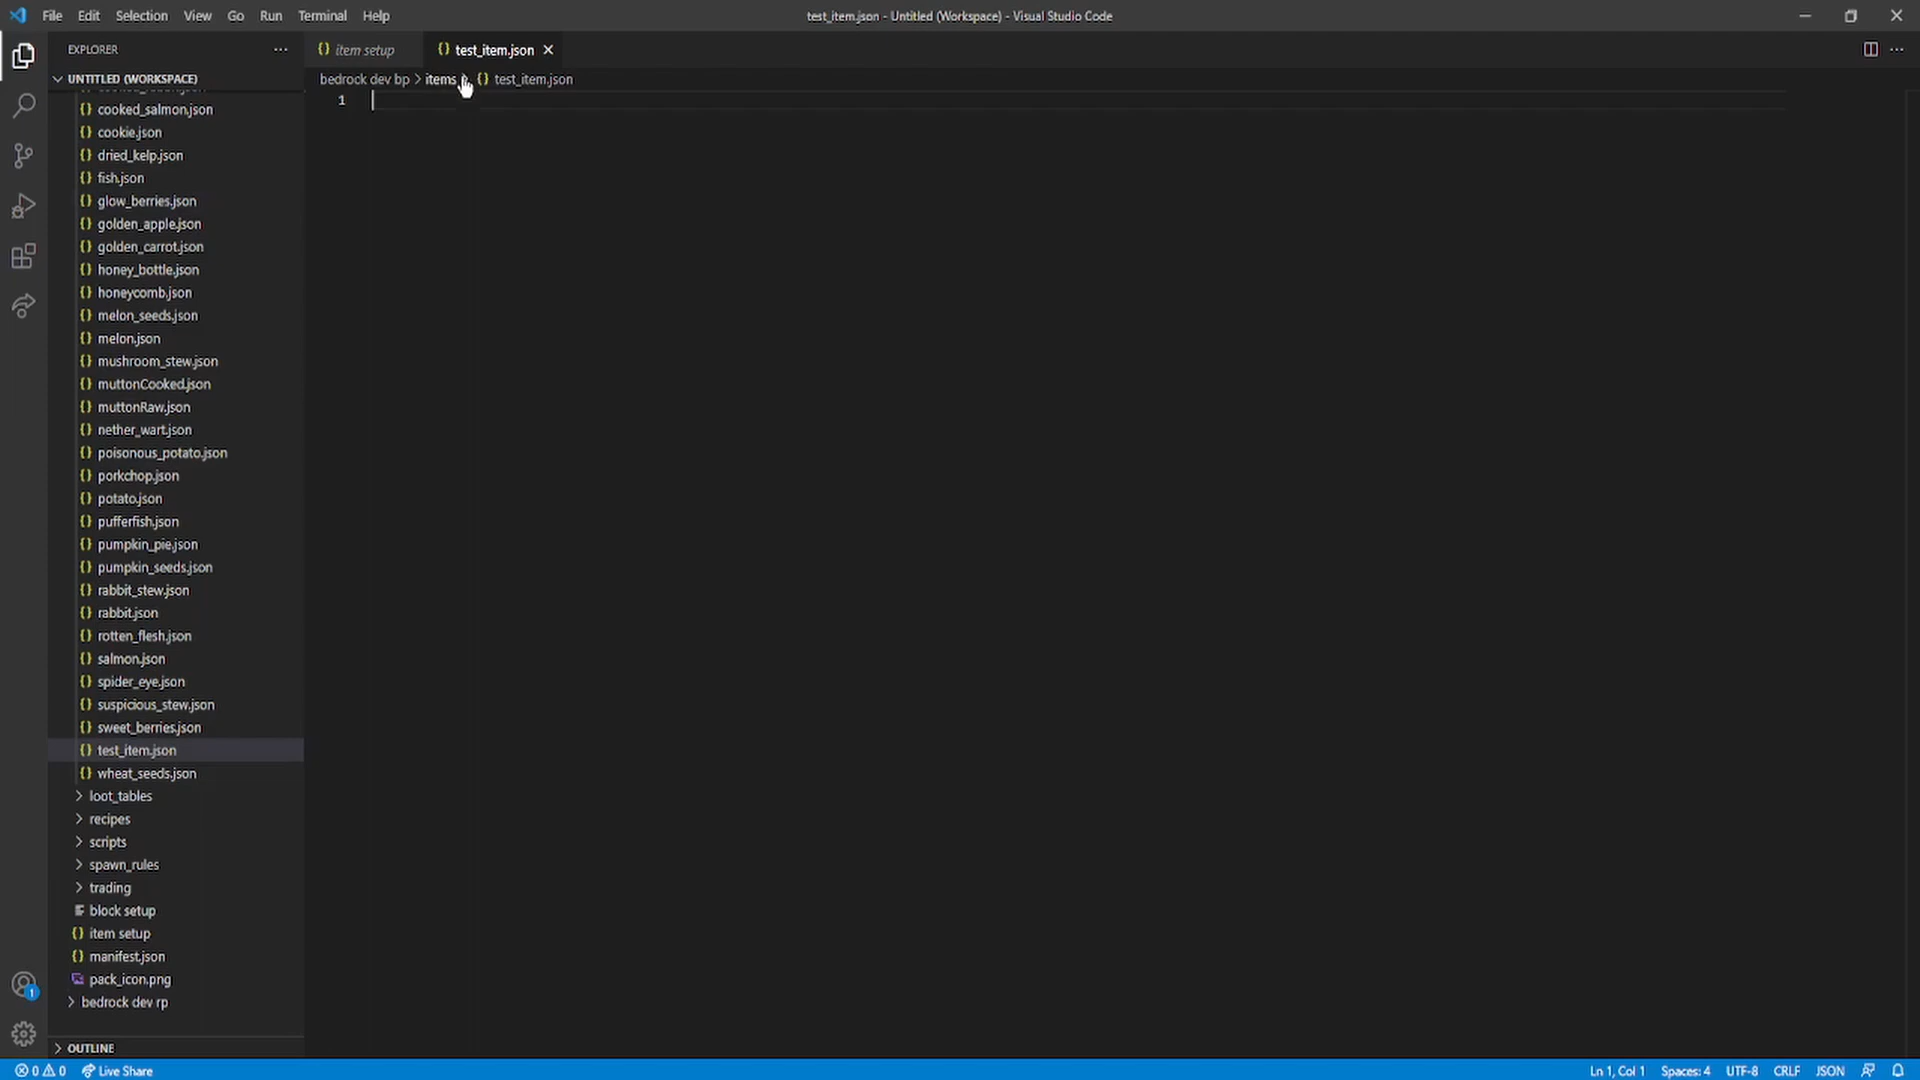 File Edit Selection View Go Run Terminal Help
test_item.json - Untitled (Workspace) - Visual Studio Code
EXPLORER
item setup
test_item.json
UNTITLED (WORKSPACE)
bedrock dev bp > items > test_item.json
1
cooked_salmon.json
cookie.json
dried_kelp.json
fish.json
glow_berries.json
golden_apple.json
golden_carrot.json
honey_bottle.json
honeycomb.json
melon_seeds.json
melon.json
mushroom_stew.json
muttonCooked.json
muttonRaw.json
nether_wart.json
poisonous_potato.json
porkchop.json
potato.json
pufferfish.json
pumpkin_pie.json
pumpkin_seeds.json
rabbit_stew.json
rabbit.json
rotten_flesh.json
salmon.json
spider_eye.json
suspicious_stew.json
sweet_berries.json
test_item.json
wheat_seeds.json
loot_tables
recipes
scripts
spawn_rules
trading
block setup
item setup
manifest.json
pack_icon.png
1
bedrock dev rp
OUTLINE
0 0 Live Share
Ln 1, Col 1 Spaces: 4 UTF-8 CRLF JSON